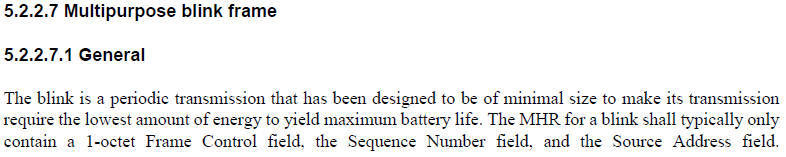 5.2.2.7 Multipurpose blink frame
5.2.2.7.1 General
The blink is a periodic transmission that has been designed to be of minimal size to make its transmission
require the lowest amount of energy to yield maximum battery life. The MHR for a blink shall typically only
contain a 1-octet Frame Control field, the Sequence Number field, and the Source Address field.